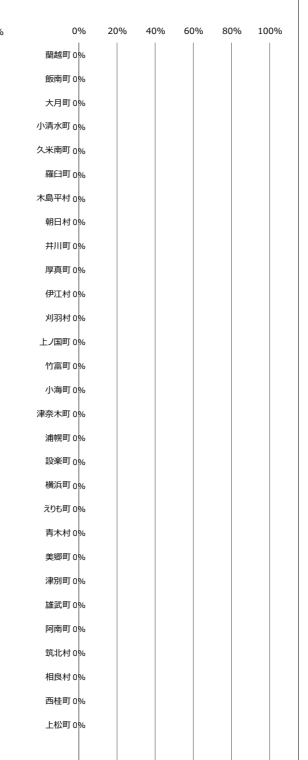 % 0% 20% 40% 60% 80% 100%
蘭越町 0%
飯南町 0%
大月町 0%
小清水町 0%
久米南町 0%
羅臼町 0%
木島平村 0%
朝日村 0%
井川町 0%
厚真町 0%
伊江村 0%
刈羽村 0%
上ノ国町 0%
竹富町 0%
小海町 0%
津奈木町 0%
浦幌町 0%
設楽町 0%
横浜町 0%
えりも町 0%
青木村 0%
美郷町 0%
津別町 0%
雄武町 0%
阿南町 0%
筑北村 0%
相良村 0%
西桂町 0%
上松町 0%